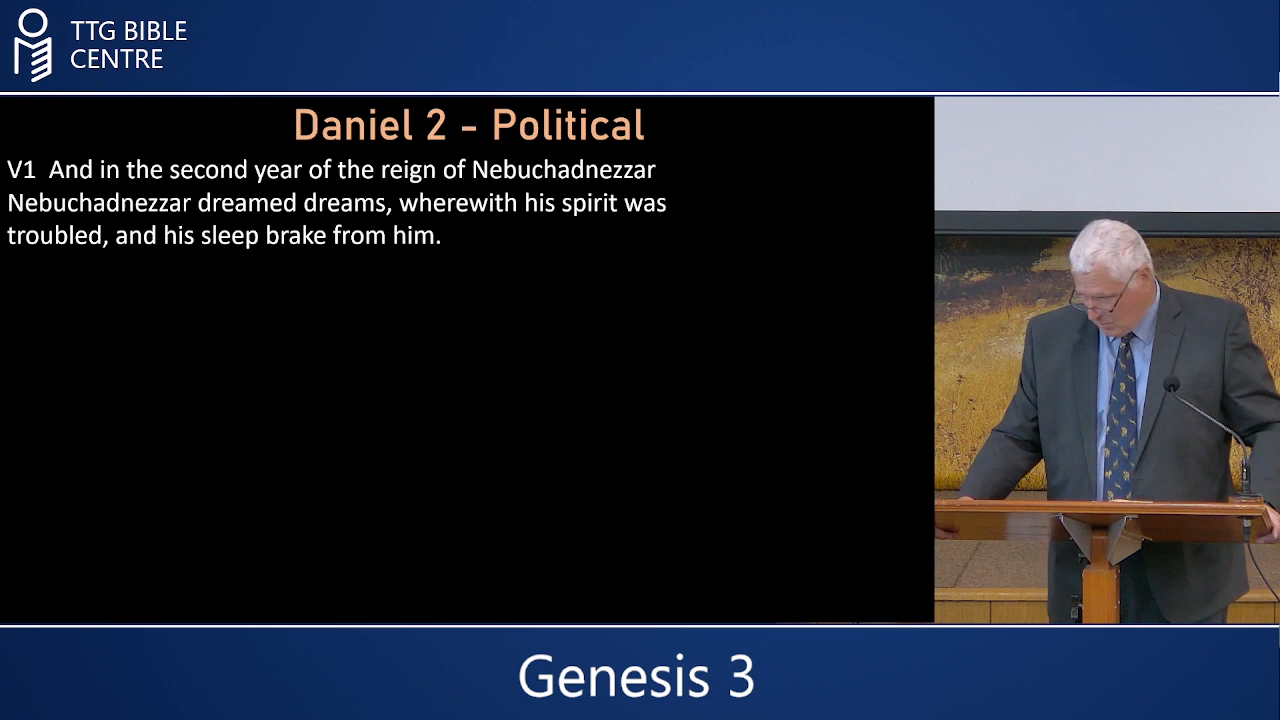 TTG BIBLE
CENTRE
Daniel 2 - Political
V1 And in the second year of the reign of Nebuchadnezzar
Nebuchadnezzar dreamed dreams, wherewith his spirit was
troubled, and his sleep brake from him.
Genesis 3